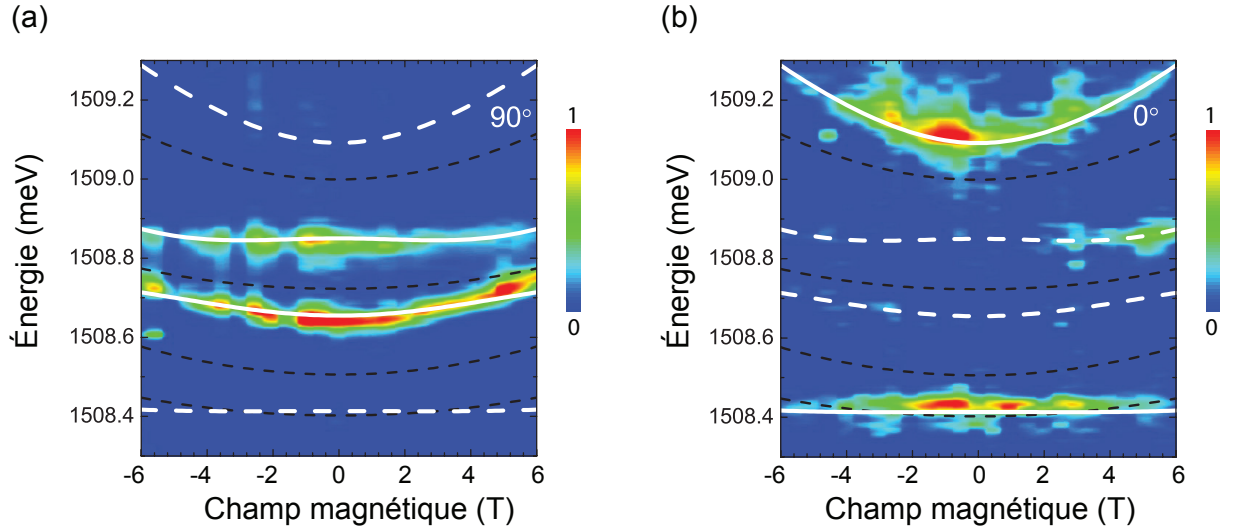 (a)
Énergie (meV)
1509.2
1509.0
1508.8
1508.6
1508.4
90°
1
0
-6 -4 -2 0 2 4 6
Champ magnétique (T)
(b)
Énergie (meV)
1509.2
1509.0
1508.8
1508.6
1508.4
0°
1
0
-6 -4 -2 0 2 4 6
Champ magnétique (T)